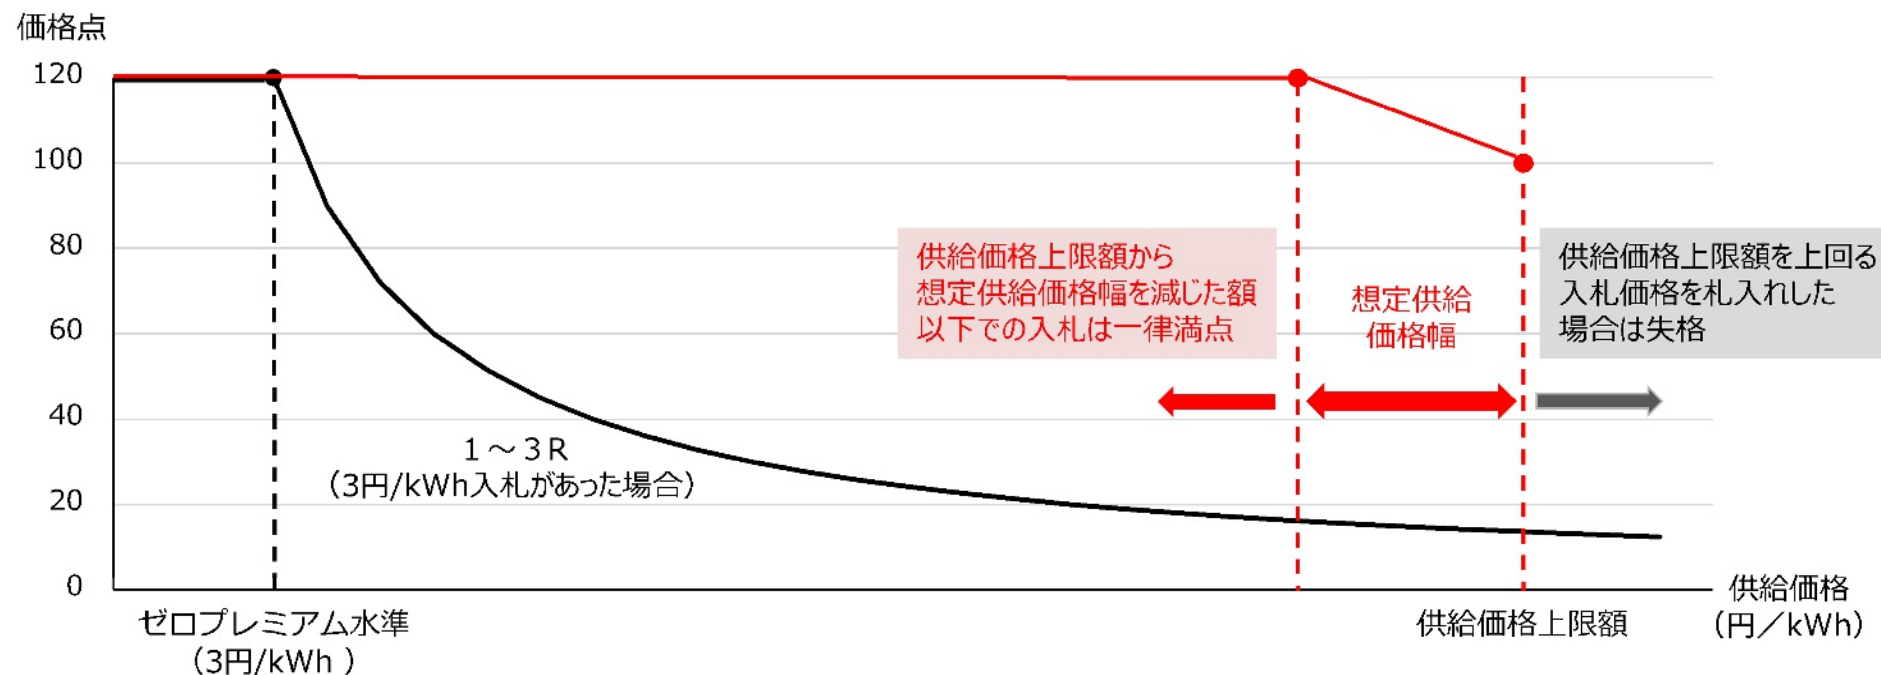 価格点
120
100
80
60
40
20
0
供給価格上限額から
想定供給価格幅を減じた額
以下での入札は一律満点
想定供給
価格幅
供給価格上限額を上回る
入札価格を札入れした
場合は失格
1～3R
（3円/kWh入札があった場合）
ゼロプレミアム水準
（3円/kWh ）
供給価格上限額
供給価格
（円／kWh）